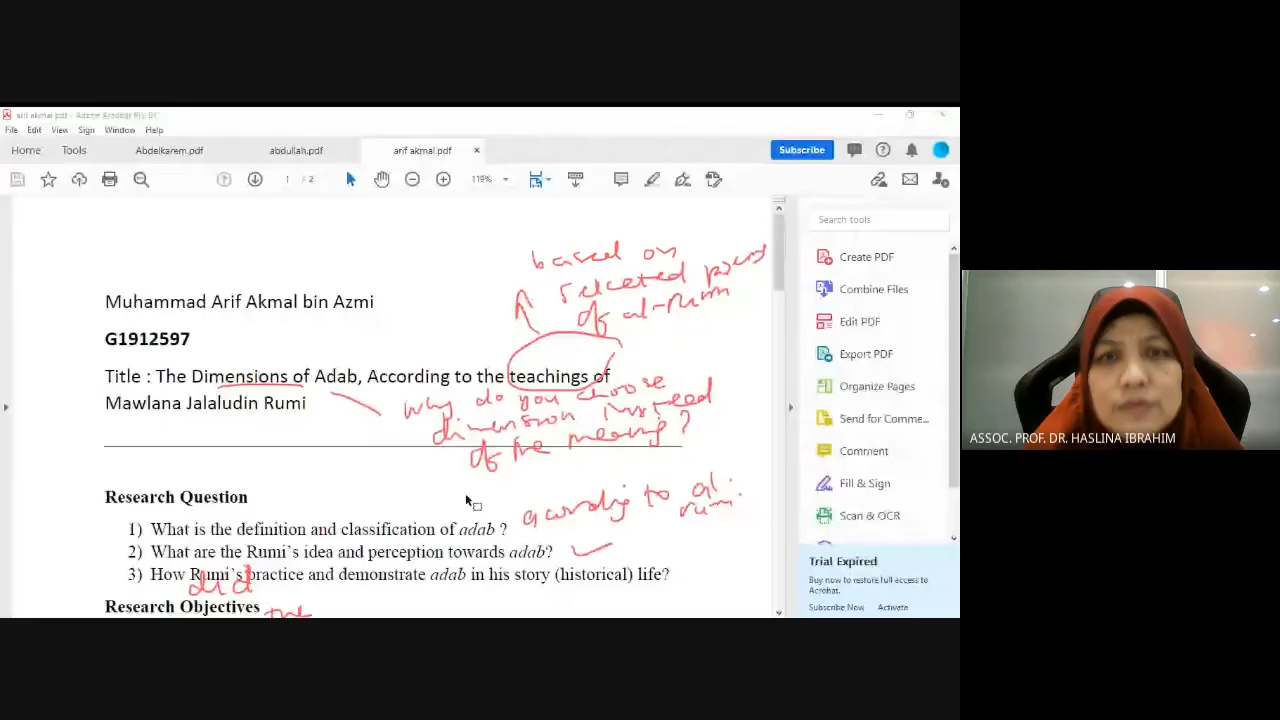 arif akmal.pdf - Adobe Acrobat Pro DC
File Edit View Sign Window Help
Home Tools Abdelkarem.pdf abdullah.pdf arif akmal.pdf × Subscribe
1 / 2 119%
Search tools
Create PDF
Combine Files
Edit PDF
Export PDF
Organize Pages
Send for Comme...
Comment
Fill & Sign
Scan & OCR
Trial Expired
Buy now to restore full access to
Acrobat.
Subscribe Now Activate
based on
selected
of al-Rumi
Muhammad Arif Akmal bin Azmi
G1912597
Title : The Dimensions of Adab, According to the teachings of
Mawlana Jalaludin Rumi
why do you choose
dimension instead
of the meaning?
Research Question
according to al-
rumi.
1) What is the definition and classification of adab ?
2) What are the Rumi's idea and perception towards adab?
3) How Rumi's practice and demonstrate adab in his story (historical) life?
did
Research Objectives
the
ASSOC. PROF. DR. HASLINA IBRAHIM